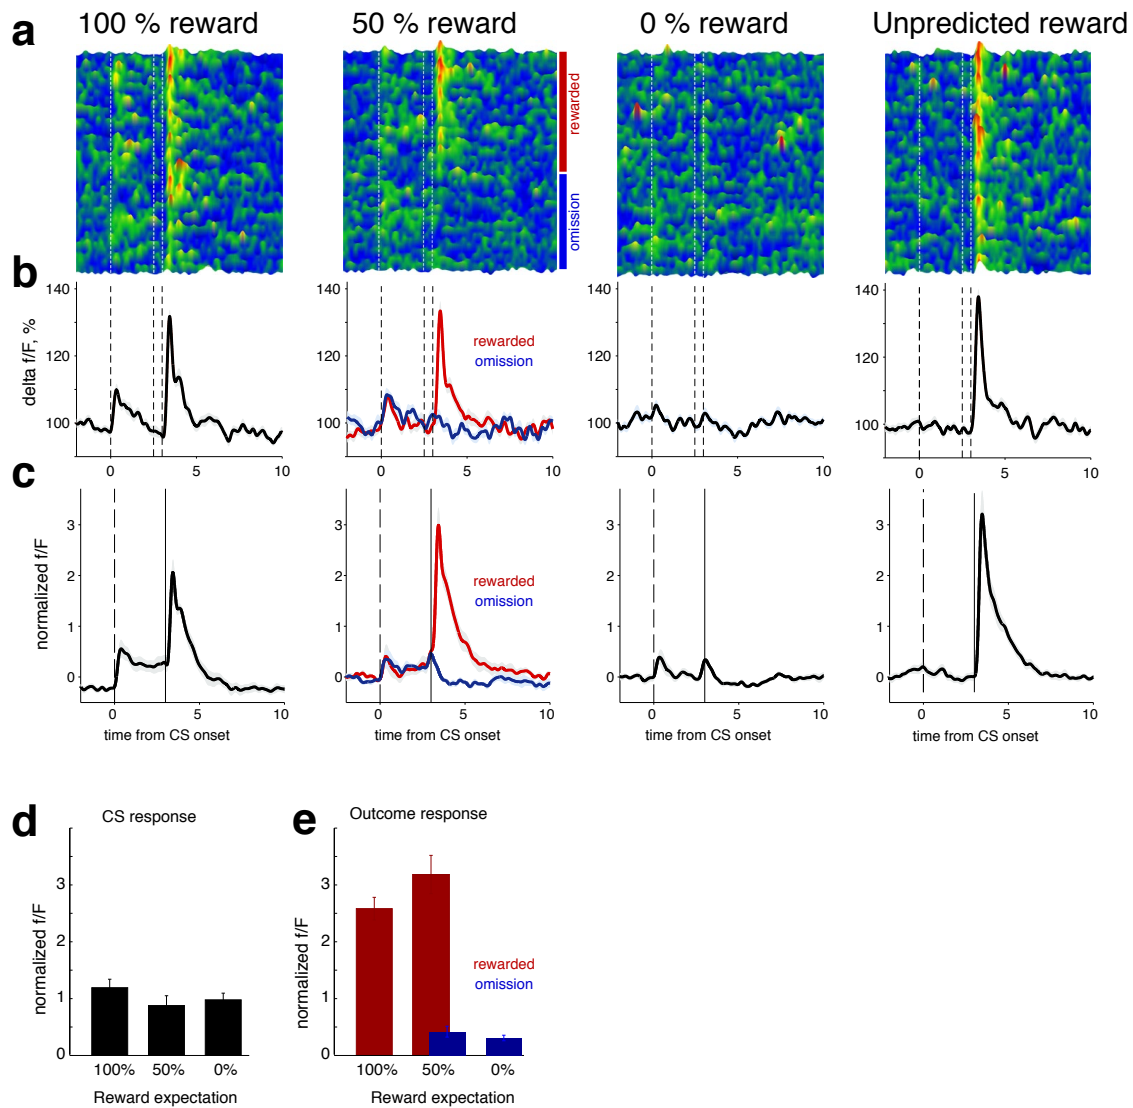 a
100 % reward
50 % reward
0 % reward
Unpredicted reward
rewarded
omission
b
delta f/F, %
140
120
100
0
5
10
140
120
100
rewarded
omission
0
5
10
140
120
100
0
5
10
140
120
100
0
5
10
c
normalized f/F
3
2
1
0
0
5
10
time from CS onset
3
2
1
0
rewarded
omission
0
5
10
time from CS onset
3
2
1
0
0
5
10
time from CS onset
3
2
1
0
0
5
10
time from CS onset
d
CS response
normalized f/F
3
2
1
0
100%
50%
0%
Reward expectation
e
Outcome response
normalized f/F
3
2
1
0
rewarded
omission
100%
50%
0%
Reward expectation